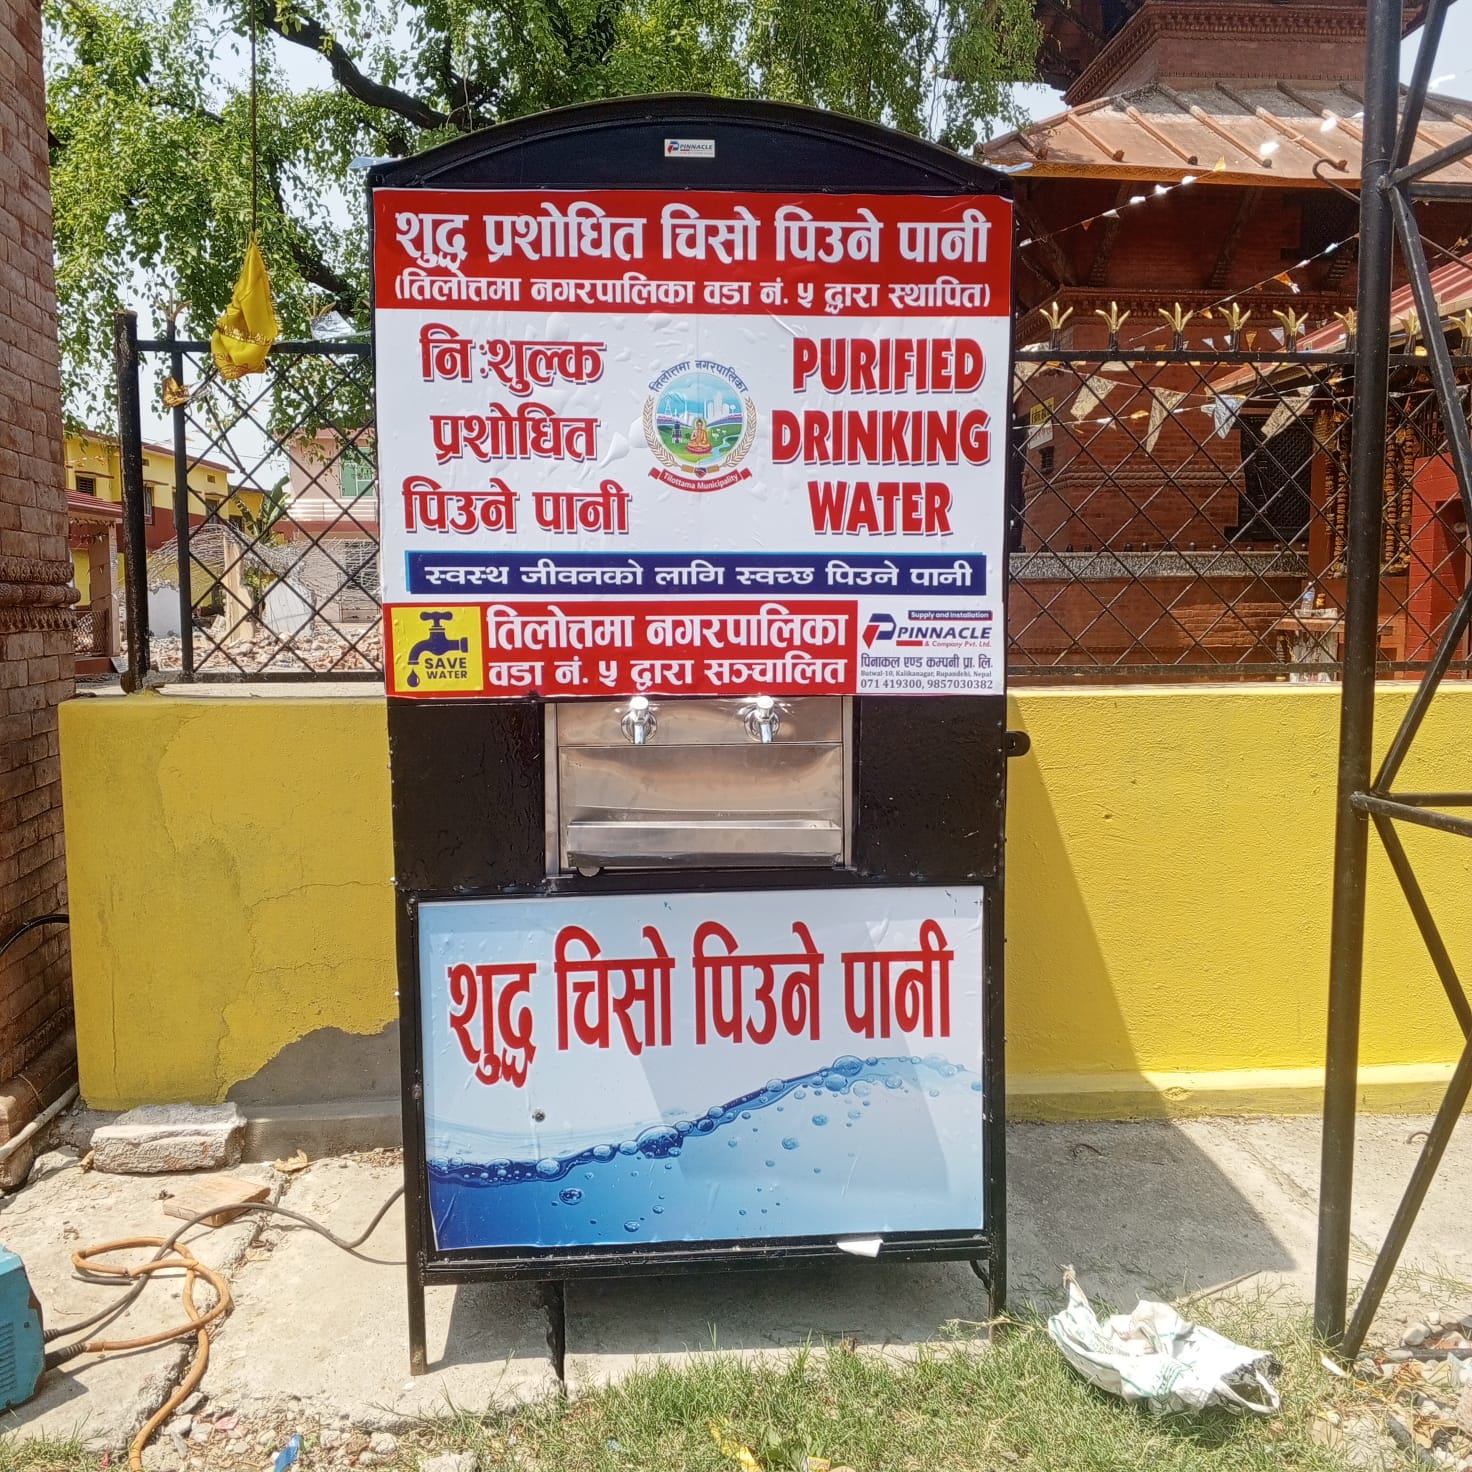 PINNACLE
शुद्ध प्रशोधित चिसो पिउने पानी
(तिलोत्तमा नगरपालिका वडा नं. ५ द्वारा स्थापित)
नि:शुल्क
प्रशोधित
पिउने पानी
तिलोत्तमा नगरपालिका
Tilottama Municipality
PURIFIED
DRINKING
WATER
स्वस्थ जीवनको लागि स्वच्छ पिउने पानी
SAVE
WATER
तिलोत्तमा नगरपालिका
वडा नं. ५ द्वारा सञ्चालित
Supply and Installation
PINNACLE
& Company Pvt. Ltd.
पिनाकल एण्ड कम्पनी प्रा. लि.
Butwal-10, Kalikanagar, Rupandehi, Nepal
071 419300, 9857030382
शुद्ध चिसो पिउने पानी